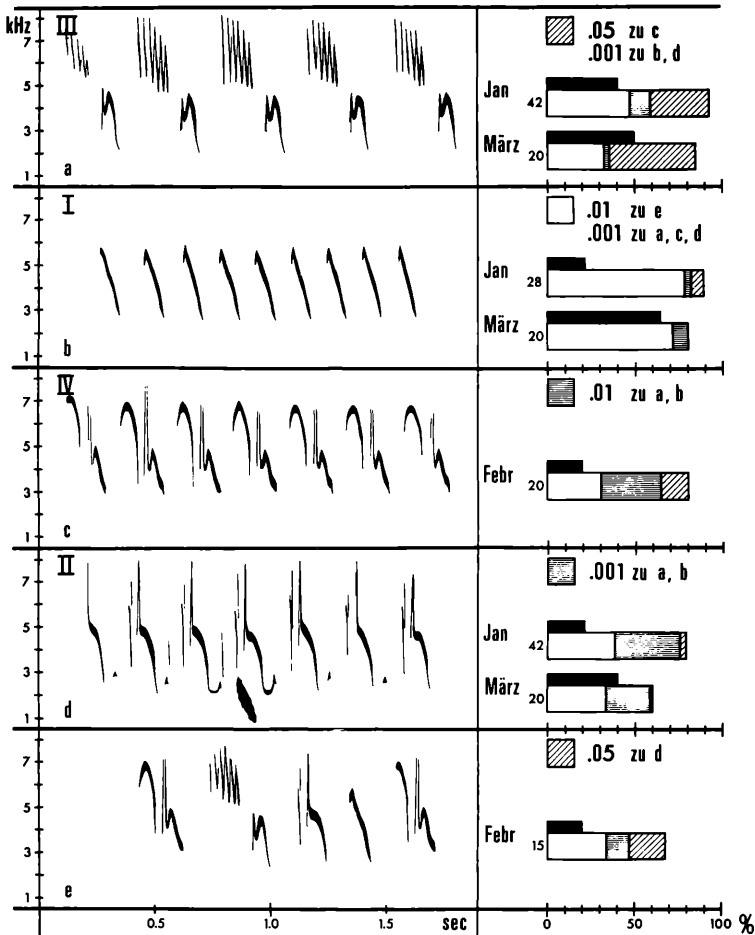 kHz
III
7
5
3
1
a
.05 zu c
.001 zu b, d
Jan
42
März
20
I
7
5
3
1
b
.01 zu e
.001 zu a, c, d
Jan
28
März
20
IV
7
5
3
1
c
.01 zu a, b
Febr
20
II
7
5
3
1
d
.001 zu a, b
Jan
42
März
20
7
5
3
1
e
.05 zu d
Febr
15
0.5 1.0 1.5 sec
0 50 100 %